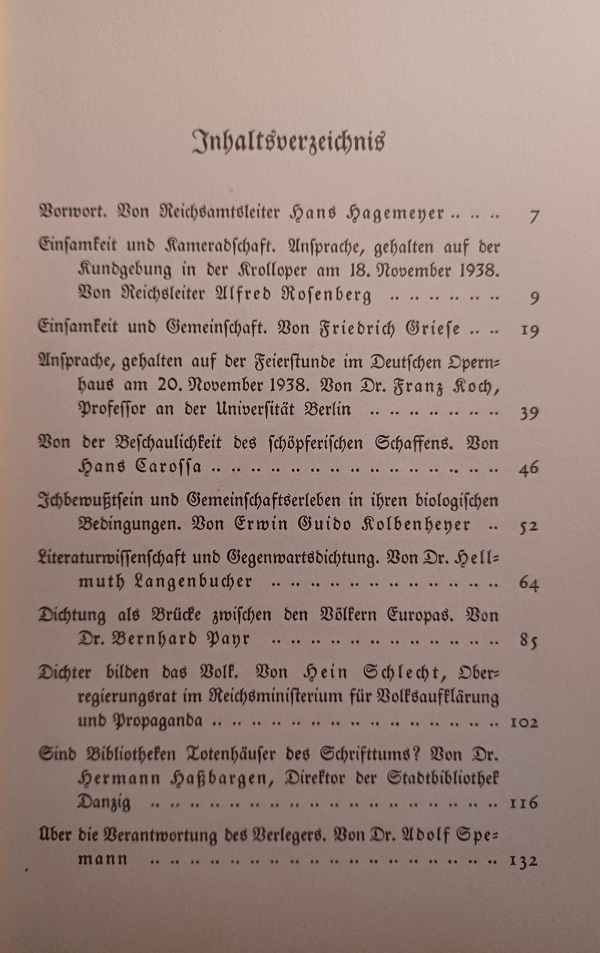 Inhaltsverzeichnis
Vorwort. Von Reichsamtsleiter Hans Hagemeyer .. .. .. 7
Einsamkeit und Kameradschaft. Ansprache, gehalten auf der
Kundgebung in der Krolloper am 18. November 1938.
Von Reichsleiter Alfred Rosenberg .. .. .. .. .. .. 9
Einsamkeit und Gemeinschaft. Von Friedrich Griese .. .. 19
Ansprache, gehalten auf der Feierstunde im Deutschen Opern=
haus am 20. November 1938. Von Dr. Franz Koch,
Professor an der Universität Berlin .. .. .. .. .. .. .. 39
Von der Beschaulichkeit des schöpferischen Schaffens. Von
Hans Carossa .. .. .. .. .. .. .. .. .. .. .. .. .. .. 46
Ichbewußtsein und Gemeinschaftserleben in ihren biologischen
Bedingungen. Von Erwin Guido Kolbenheyer .. 52
Literaturwissenschaft und Gegenwartsdichtung. Von Dr. Hell=
muth Langenbucher .. .. .. .. .. .. .. .. .. .. .. 64
Dichtung als Brücke zwischen den Völkern Europas. Von
Dr. Bernhard Payr .. .. .. .. .. .. .. .. .. .. .. 85
Dichter bilden das Volk. Von Hein Schlecht, Ober=
regierungsrat im Reichsministerium für Volksaufklärung
und Propaganda .. .. .. .. .. .. .. .. .. .. .. .. .. .. 102
Sind Bibliotheken Totenhäuser des Schrifttums? Von Dr.
Hermann Haßbargen, Direktor der Stadtbibliothek
Danzig .. .. .. .. .. .. .. .. .. .. .. .. .. .. .. .. .. 116
Über die Verantwortung des Verlegers. Von Dr. Adolf Spe=
mann .. .. .. .. .. .. .. .. .. .. .. .. .. .. .. .. .. 132